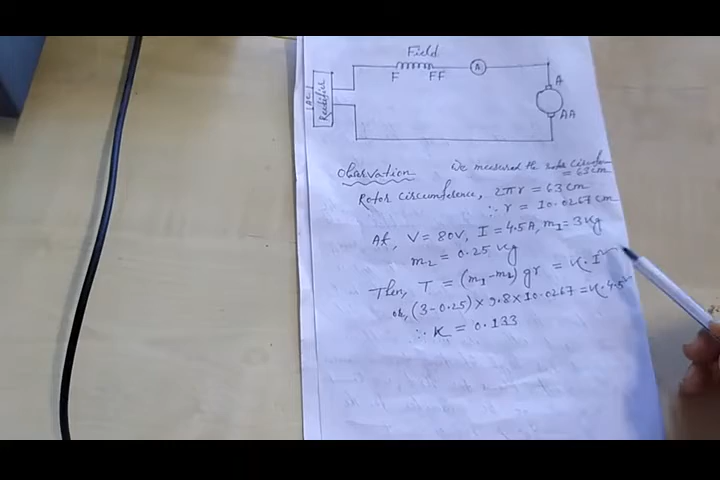 Field
A
F FF
A
AA
Rectifier
Obsarvation We measured the rotor circumferen
= 63 cm
Rotor circumference, 2πr = 63 cm
∴ r = 10.0267 cm
At, V = 80V, I = 4.5A, m₁ = 3 Kg
m₂ = 0.25 Kg
Then, T = (m₁-m₂) gr = K.I²
or, (3-0.25) × 9.8 × 10.0267 = K.4.5²
∴ K = 0.133